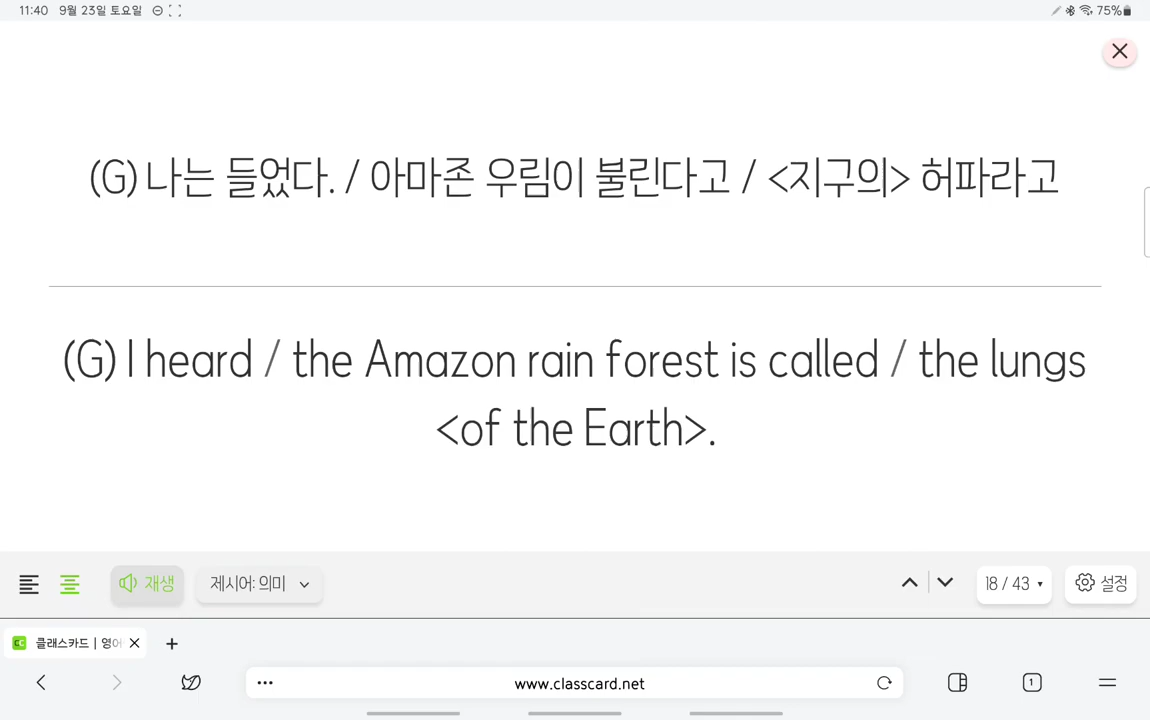 11:40 9월 23일 토요일 75%
(G) 나는 들었다. / 아마존 우림이 불린다고 / <지구의> 허파라고
(G) I heard / the Amazon rain forest is called / the lungs
<of the Earth>.
재생 제시어: 의미 18 / 43 설정
클래스카드 | 영어
www.classcard.net 1